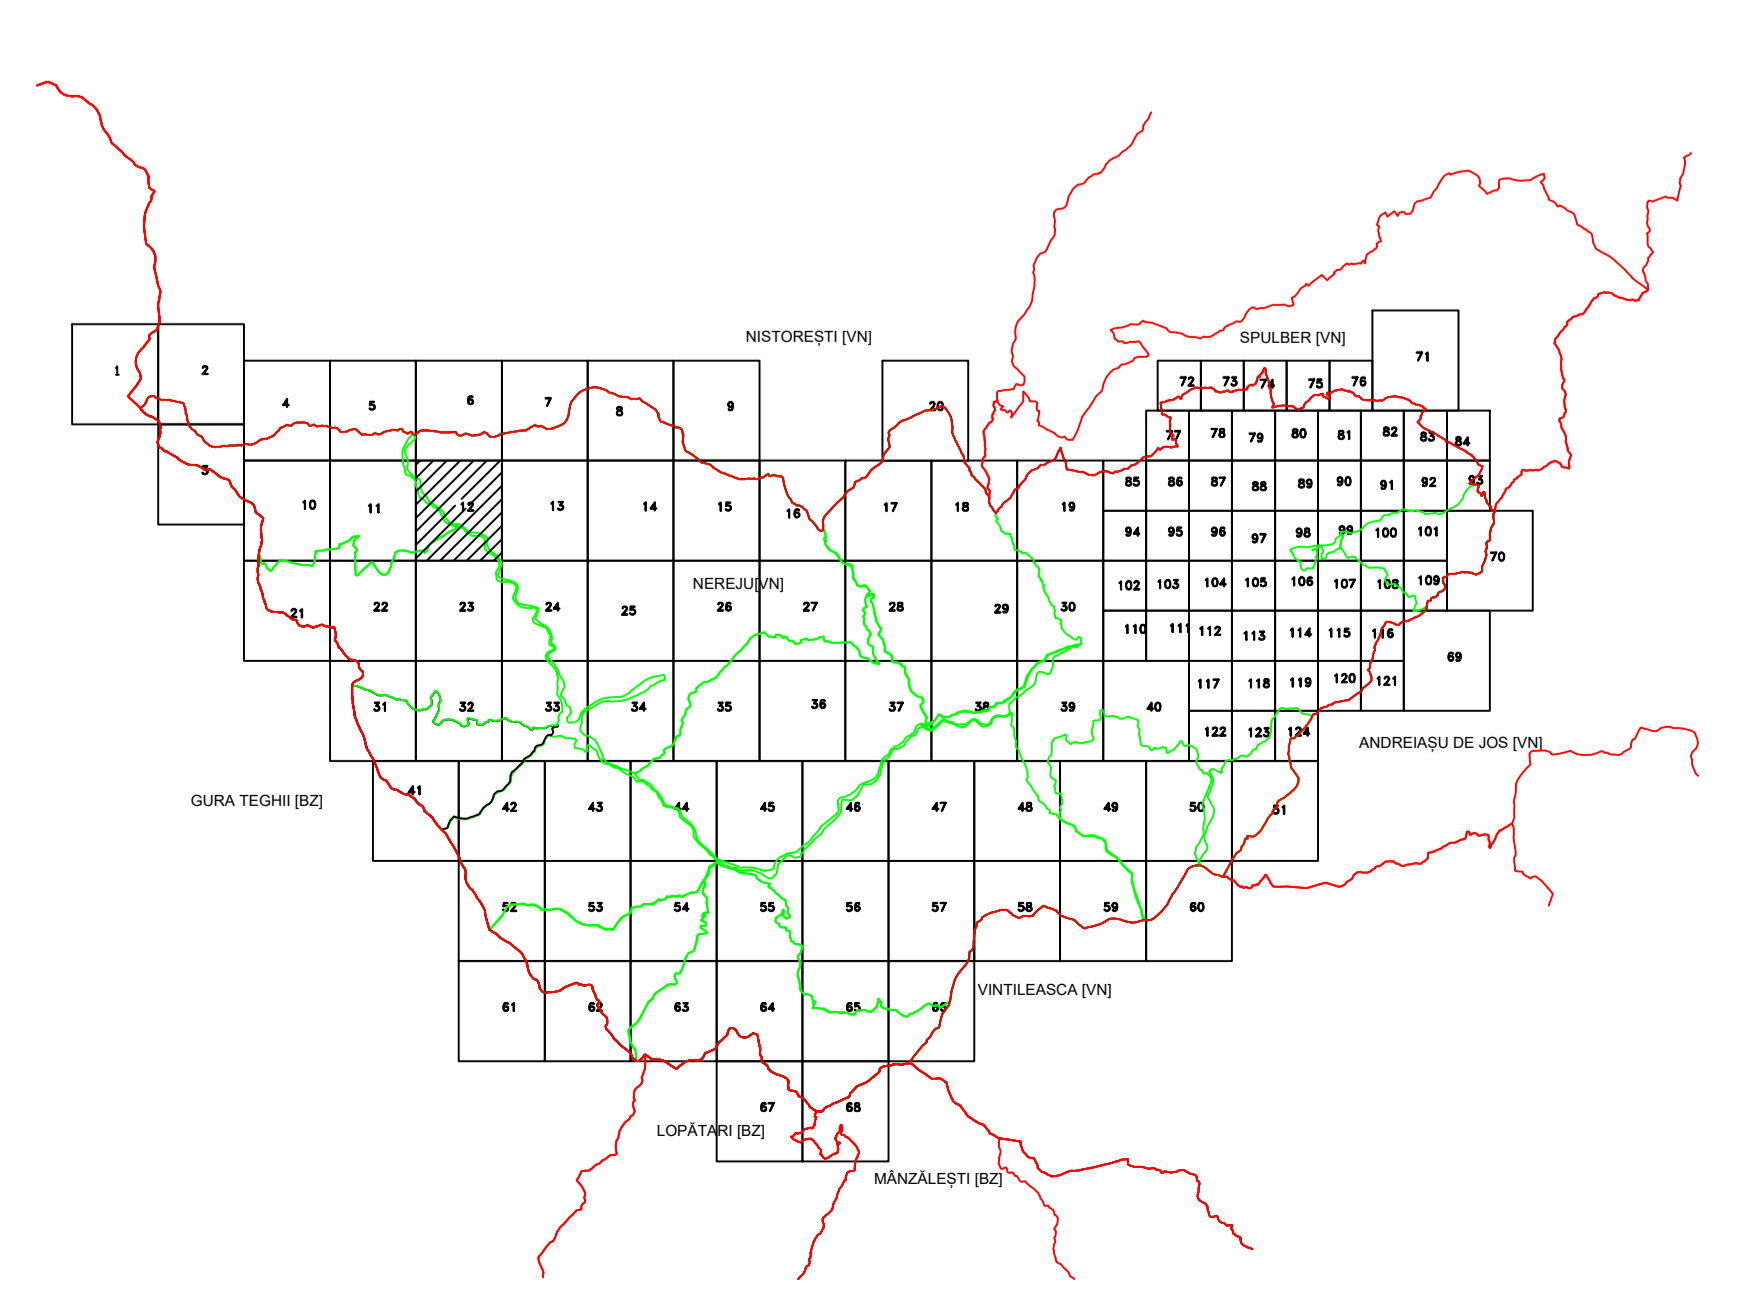 NISTOREȘTI [VN]
SPULBER [VN]
71
1
2
72 73 74 75 76
4 5 6 7 8 9 20
77 78 79 80 81 82 83 84
3
85 86 87 88 89 90 91 92 93
10 11 12 13 14 15 16 17 18 19
94 95 96 97 98 99 100 101
70
NEREJU[VN]
102 103 104 105 106 107 108 109
21 22 23 24 25 26 27 28 29 30
110 111 112 113 114 115 116
69
117 118 119 120 121
31 32 33 34 35 36 37 38 39 40
122 123 124
ANDREIAȘU DE JOS [VN]
GURA TEGHII [BZ]
41 42 43 44 45 46 47 48 49 50 51
52 53 54 55 56 57 58 59 60
VINTILEASCA [VN]
61 62 63 64 65 66
67 68
LOPĂTARI [BZ]
MÂNZĂLEȘTI [BZ]